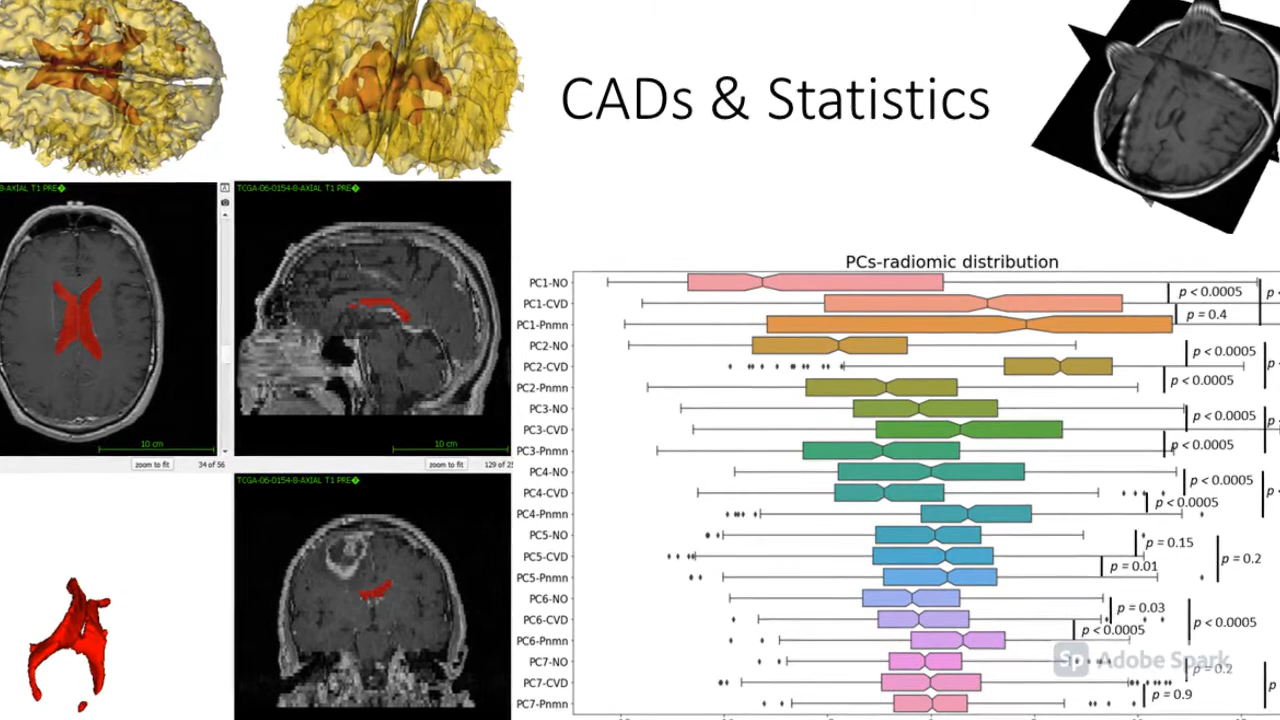 CADs & Statistics
8-AXIAL T1 PRE�
TCGA-06-0154-8-AXIAL T1 PRE�
10 cm
10 cm
zoom to fit
34 of 56
zoom to fit
129 of 25
TCGA-06-0154-8-AXIAL T1 PRE�
PCs-radiomic distribution
PC1-NO
PC1-CVD
p < 0.0005
PC1-Pnmn
p = 0.4
PC2-NO
PC2-CVD
p < 0.0005
PC2-Pnmn
p < 0.0005
PC3-NO
PC3-CVD
p < 0.0005
PC3-Pnmn
p < 0.0005
PC4-NO
PC4-CVD
p < 0.0005
PC4-Pnmn
p < 0.0005
PC5-NO
PC5-CVD
p = 0.15
p = 0.2
PC5-Pnmn
p = 0.01
PC6-NO
PC6-CVD
p = 0.03
p < 0.0005
PC6-Pnmn
p < 0.0005
PC7-NO
PC7-CVD
p = 0.2
PC7-Pnmn
p = 0.9
Sp Adobe Spark